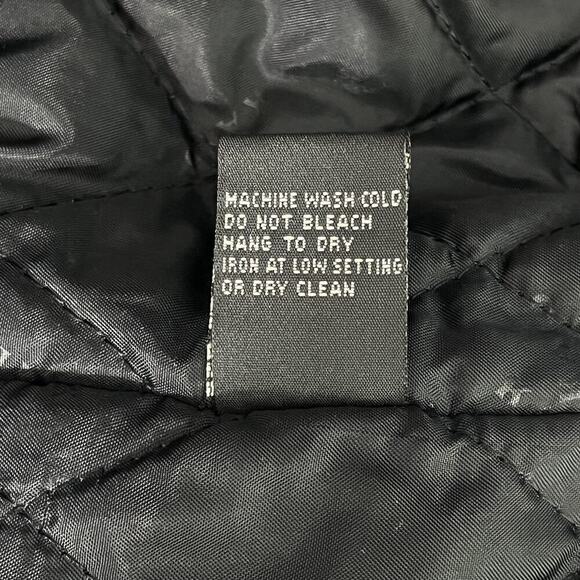 MACHINE WASH COLD
DO NOT BLEACH
HANG TO DRY
IRON AT LOW SETTING
OR DRY CLEAN